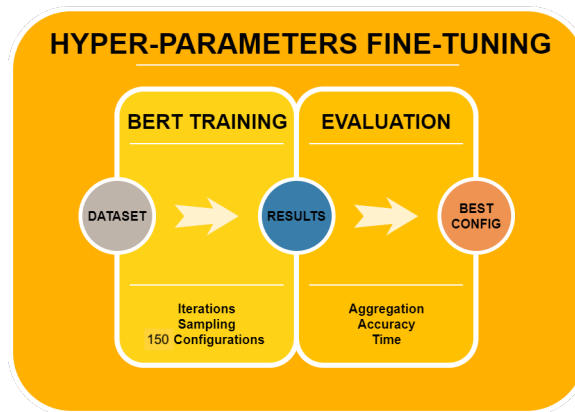 HYPER-PARAMETERS FINE-TUNING
BERT TRAINING
EVALUATION
DATASET
RESULTS
BEST
CONFIG
Iterations
Sampling
150 Configurations
Aggregation
Accuracy
Time